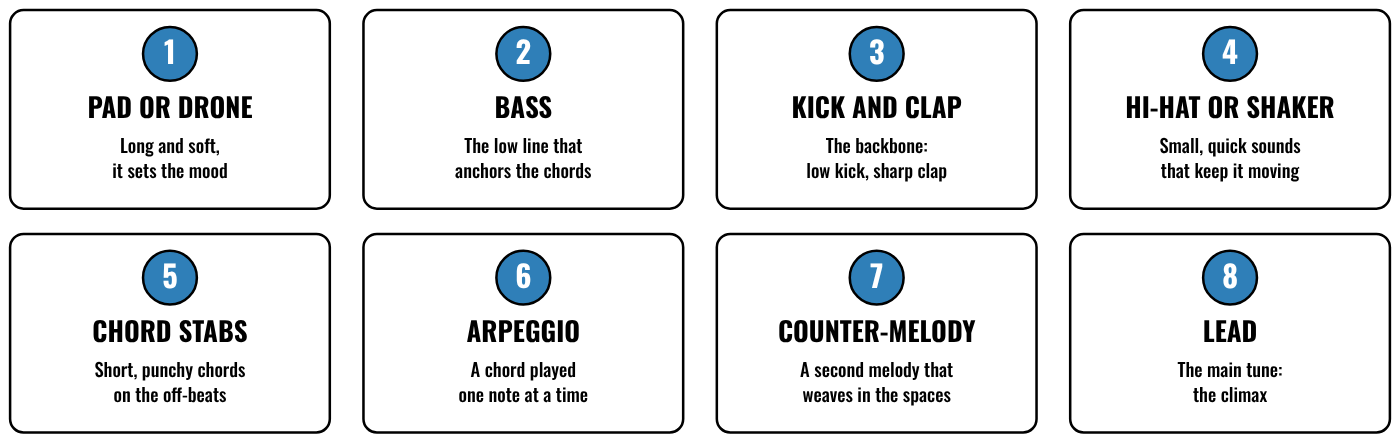 1
PAD OR DRONE
Long and soft,
it sets the mood
2
BASS
The low line that
anchors the chords
3
KICK AND CLAP
The backbone:
low kick, sharp clap
4
HI-HAT OR SHAKER
Small, quick sounds
that keep it moving
5
CHORD STABS
Short, punchy chords
on the off-beats
6
ARPEGGIO
A chord played
one note at a time
7
COUNTER-MELODY
A second melody that
weaves in the spaces
8
LEAD
The main tune:
the climax